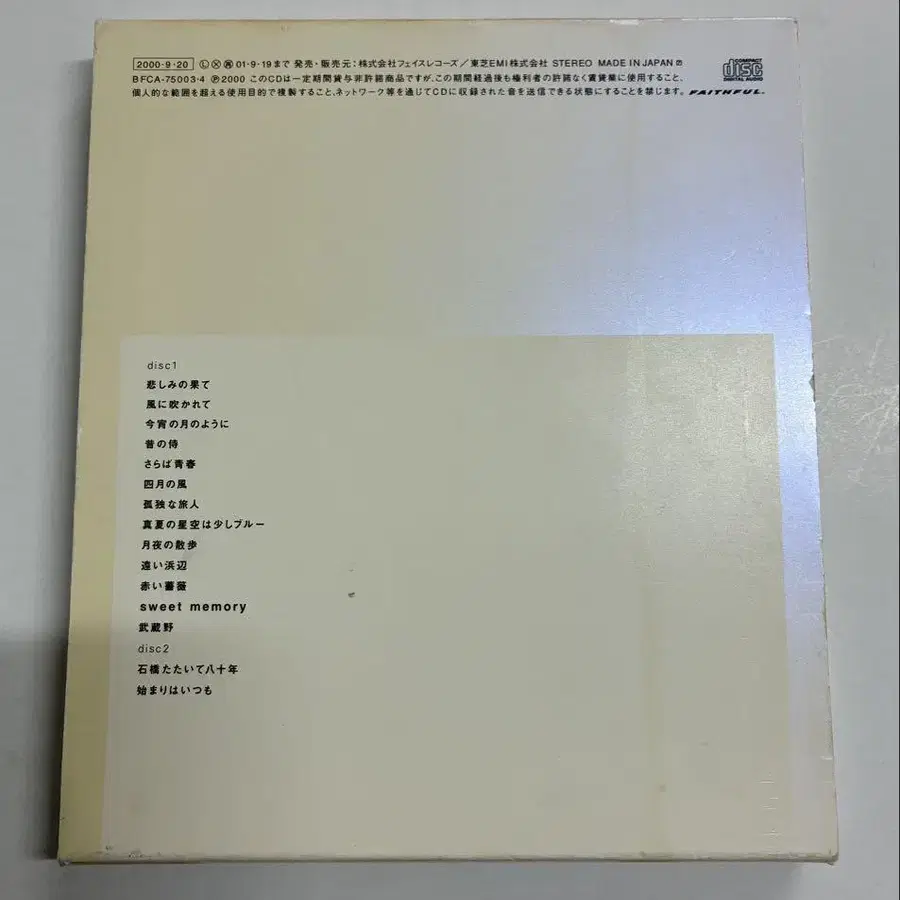 2000・9・20 Ⓛ Ⓧ 再 01・9・19まで 発売・販売元：株式会社フェイスレコーズ／東芝EMI株式会社 STEREO MADE IN JAPAN
BFCA-75003・4 Ⓟ2000 このCDは一定期間貸与非許諾商品ですが、この期間経過後も権利者の許諾なく賃貸業に使用すること、
個人的な範囲を超える使用目的で複製すること、ネットワーク等を通じてCDに収録された音を送信できる状態にすることを禁じます。
COMPACT
disc
DIGITAL AUDIO
FAITHFUL.
disc1
悲しみの果て
風に吹かれて
今宵の月のように
昔の侍
さらば青春
四月の風
孤独な旅人
真夏の星空は少しブルー
月夜の散歩
遠い浜辺
赤い薔薇
sweet memory
武蔵野
disc2
石橋たたいて八十年
始まりはいつも